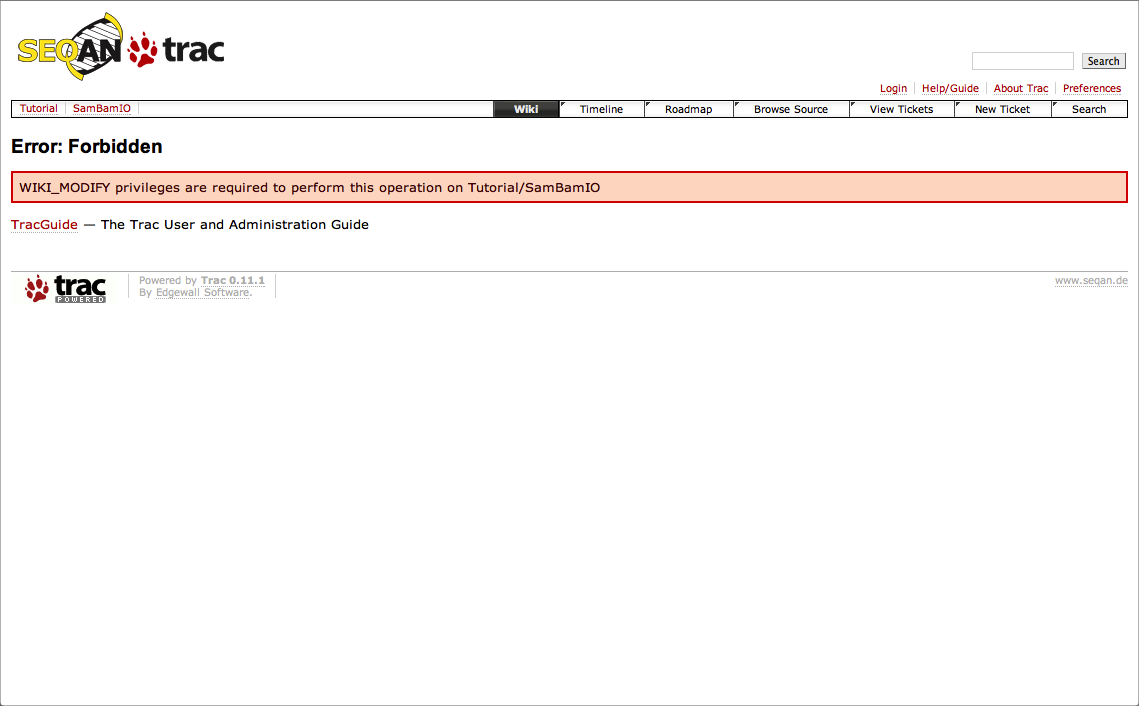 SEQAN trac
Search
Login Help/Guide About Trac Preferences
Tutorial SamBamIO Wiki Timeline Roadmap Browse Source View Tickets New Ticket Search
Error: Forbidden
WIKI_MODIFY privileges are required to perform this operation on Tutorial/SamBamIO
TracGuide — The Trac User and Administration Guide
trac
POWERED
Powered by Trac 0.11.1
By Edgewall Software.
www.seqan.de